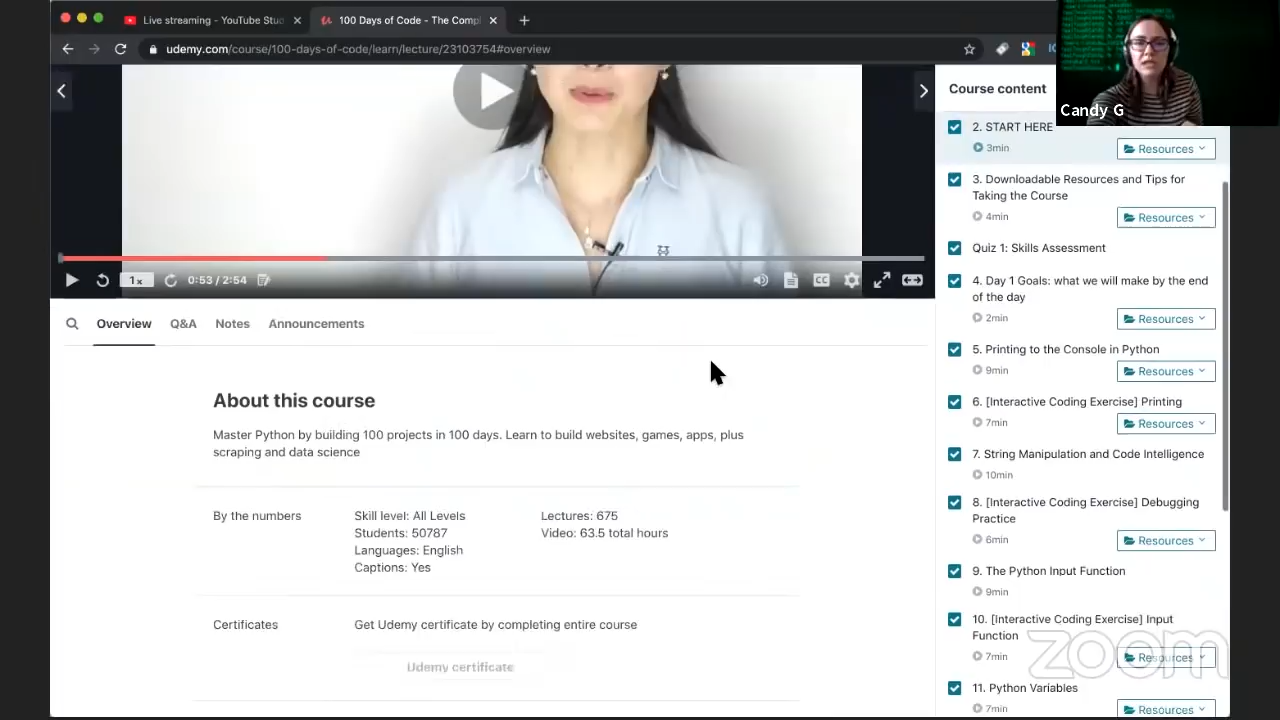 Live streaming - YouTube Stud
100 Days of Code - The Compl
udemy.com/course/100-days-of-code/learn/lecture/23103754#overview
Candy G
Course content
2. START HERE
3min
Resources
3. Downloadable Resources and Tips for
Taking the Course
4min
Resources
Quiz 1: Skills Assessment
4. Day 1 Goals: what we will make by the end
of the day
2min
Resources
5. Printing to the Console in Python
9min
Resources
6. [Interactive Coding Exercise] Printing
7min
Resources
7. String Manipulation and Code Intelligence
10min
8. [Interactive Coding Exercise] Debugging
Practice
6min
Resources
9. The Python Input Function
9min
10. [Interactive Coding Exercise] Input
Function
7min
Resources
11. Python Variables
7min
Resources
1x
0:53 / 2:54
CC
Overview
Q&A
Notes
Announcements
About this course
Master Python by building 100 projects in 100 days. Learn to build websites, games, apps, plus
scraping and data science
By the numbers
Skill level: All Levels
Students: 50787
Languages: English
Captions: Yes
Lectures: 675
Video: 63.5 total hours
Certificates
Get Udemy certificate by completing entire course
Udemy certificate
zoom